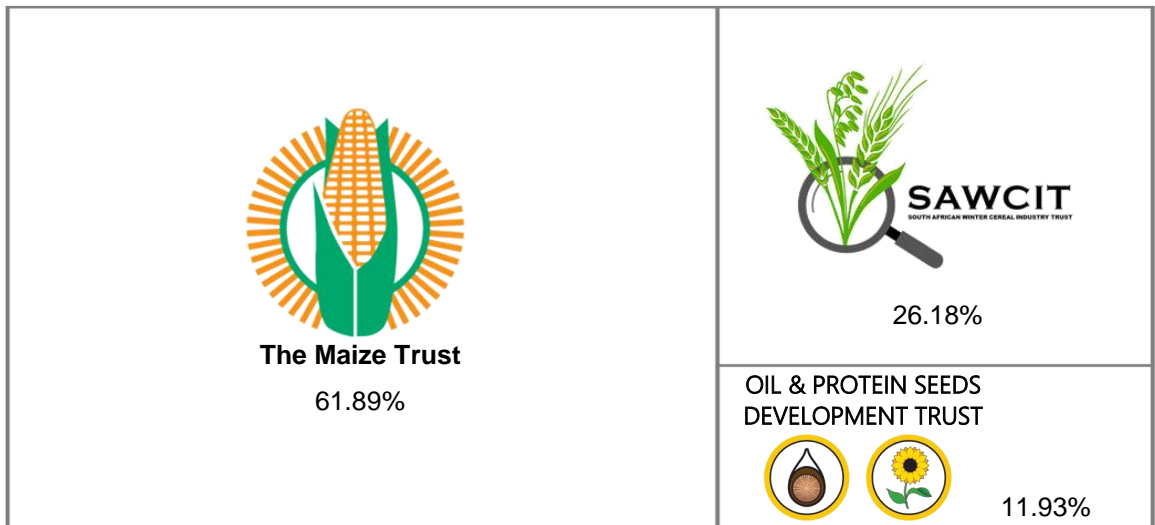 The Maize Trust
61.89%
SAWCIT
SOUTH AFRICAN WINTER CEREAL INDUSTRY TRUST
26.18%
OIL & PROTEIN SEEDS
DEVELOPMENT TRUST
11.93%